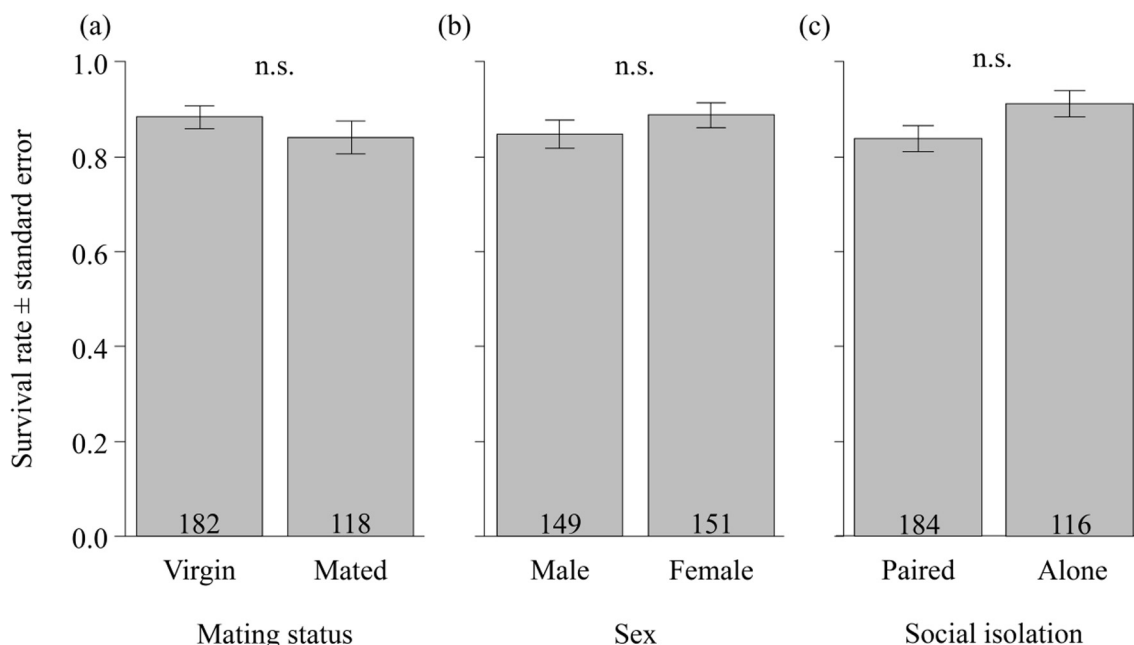 (a)
(b)
(c)
n.s.
n.s.
n.s.
Survival rate ± standard error
1.0
0.8
0.6
0.4
0.2
0.0
182
118
149
151
184
116
Virgin
Mated
Male
Female
Paired
Alone
Mating status
Sex
Social isolation